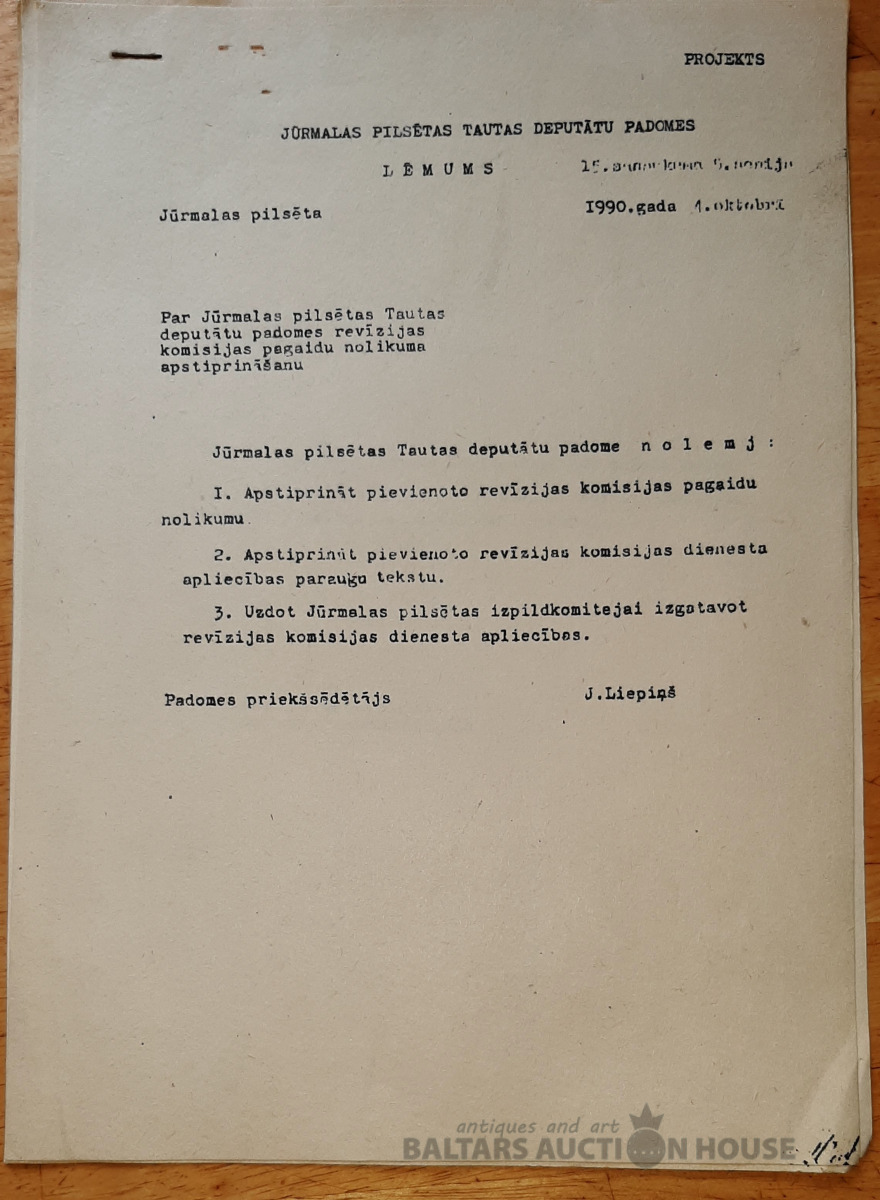 PROJEKTS
JŪRMALAS PILSĒTAS TAUTAS DEPUTĀTU PADOMES
L Ē M U M S
Jūrmalas pilsēta
1990.gada 1.oktobrī
Par Jūrmalas pilsētas Tautas
deputātu padomes revīzijas
komisijas pagaidu nolikuma
apstiprināšanu
Jūrmalas pilsētas Tautas deputātu padome n o l e m j :
I. Apstiprināt pievienoto revīzijas komisijas pagaidu
nolikumu.
2. Apstiprināt pievienoto revīzijas komisijas dienesta
apliecības parauga tekstu.
3. Uzdot Jūrmalas pilsētas izpildkomitejai izgatavot
revīzijas komisijas dienesta apliecības.
Padomes priekšsēdētājs
J.Liepiņš
antiques and art
BALTARS AUCTION HOUSE